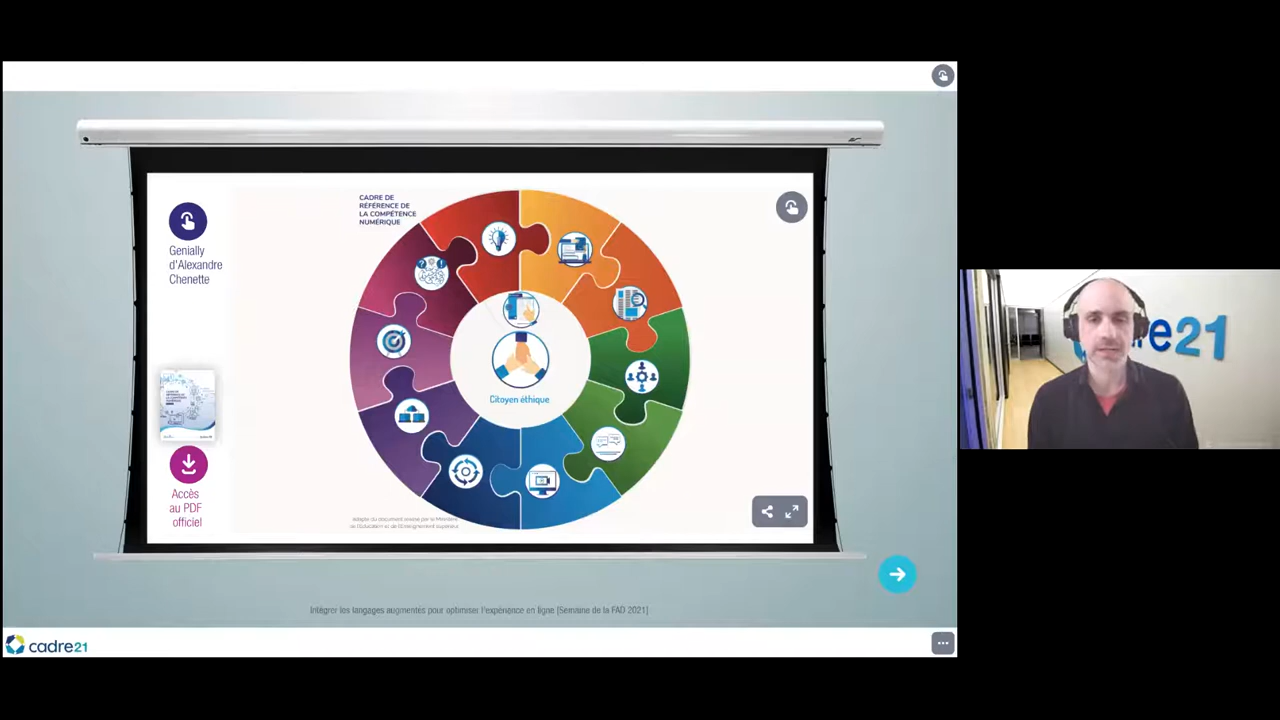 Genially
d'Alexandre
Chenette
CADRE DE
RÉFÉRENCE DE
LA COMPÉTENCE
NUMÉRIQUE
Citoyen éthique
Accès
au PDF
officiel
Intégrer les langages augmentés pour optimiser l'expérience en ligne [Semaine de la FAD 2021]
cadre21
dre21